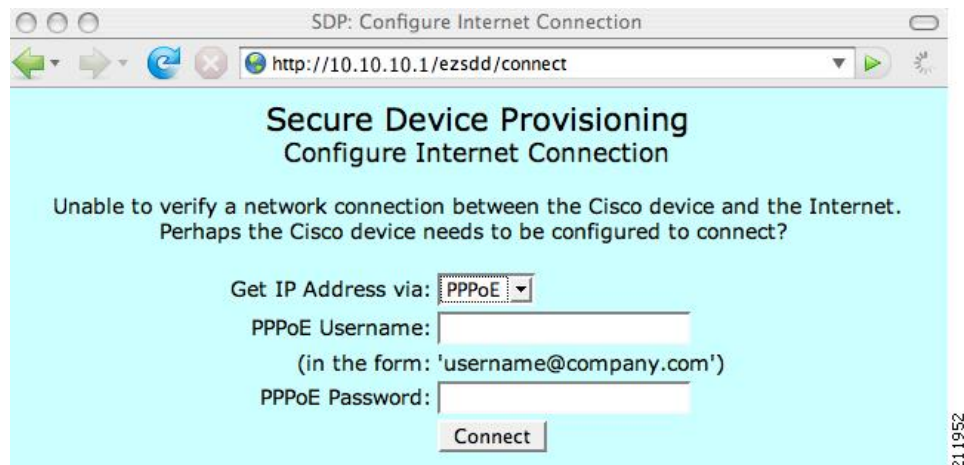 SDP: Configure Internet Connection
http://10.10.10.1/ezsdd/connect
Secure Device Provisioning
Configure Internet Connection
Unable to verify a network connection between the Cisco device and the Internet.
Perhaps the Cisco device needs to be configured to connect?
Get IP Address via: PPPoE
PPPoE Username:
(in the form: 'username@company.com')
PPPoE Password:
Connect
211952